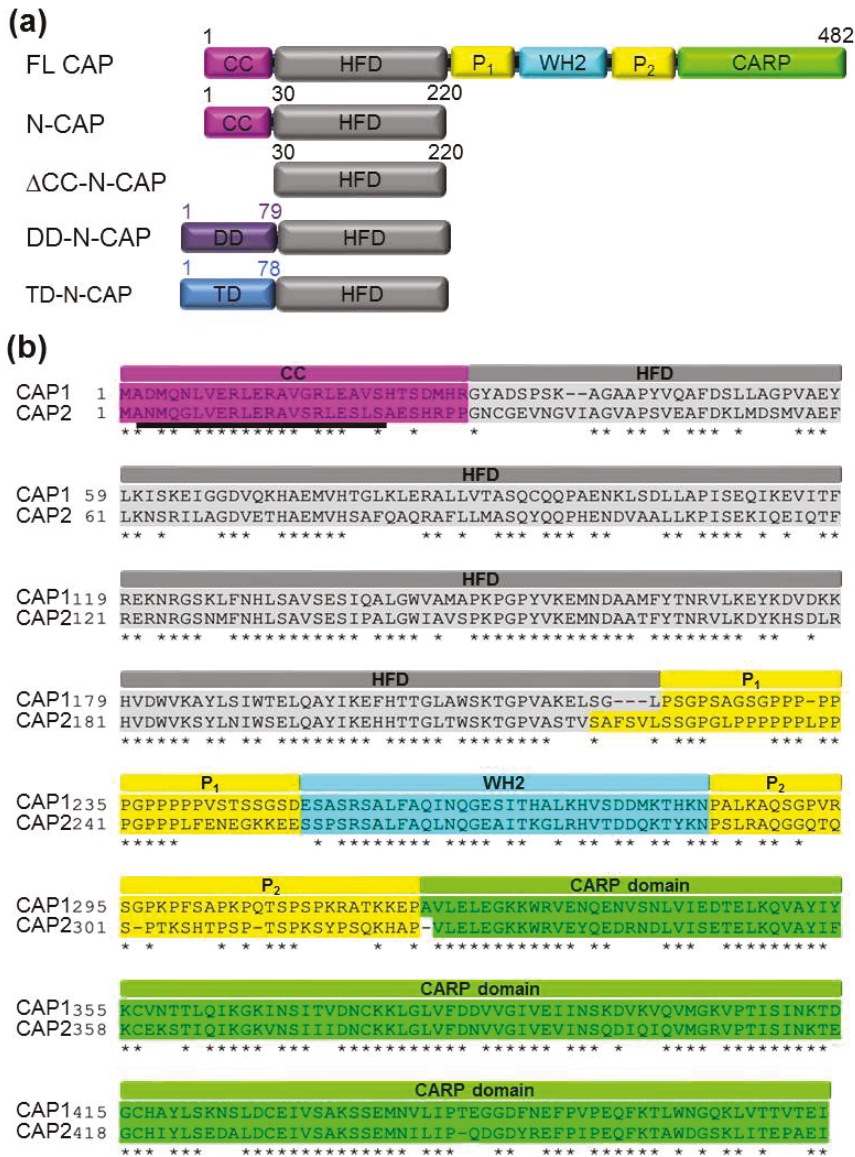 (a)
1 482
FL CAP CC HFD P1 WH2 P2 CARP
1 30 220
N-CAP CC HFD
30 220
ΔCC-N-CAP HFD
1 79
DD-N-CAP DD HFD
1 78
TD-N-CAP TD HFD
(b)
CC HFD
CAP1 1 MADMQNLVERLERAVGRLEAVSHTSDMHRGYADSPSK--AGAAPYVQAFDSLLAGPVAEY
CAP2 1 MANMQGLVERLERAVSRLESLSAESHRPPGNCGEVNGVIAGVAPSVEAFDKLMDSMVAEF
** ** ********* *** * * *** ** *** * *** 
HFD
CAP1 59 LKISKEIGGDVQKHAEMVHTGLKLERALLVTASQCQQPAENKLSDLLAPISEQIKEVITF
CAP2 61 LKNSRILAGDVETHAEMVHSAFQAQRAFLLMASQYQQPHENDVAALLKPISEKIQEIQTF
** * *** ****** ** * *** *** ** ** **** * * **
HFD
CAP1 119 REKNRGSKLFNHLSAVSESIQALGWVAMAPKPGPYVKEMNDAAMFYTNRVLKEYKDVDKK
CAP2 121 RERNRGSNMFNHLSAVSESIPALGWIAVSPKPGPYVKEMNDAATFYTNRVLKDYKHSDLR
** **** *********** **** * ************** ******** ** *
HFD P1
CAP1 179 HVDWVKAYLSIWTELQAYIKEFHTTGLAWSKTGPVAKELSG---LPSGPSAGSGPPPP-PP
CAP2 181 HVDWVKSYLNIWSELQAYIKEHHTTGLTWSKTGPVASTVSAFSVLSSGPGLPPPPPPLPP
****** ** ** ******** ***** ******** * * *** **** **
P1 WH2 P2
CAP1 235 PGPPPPPVSTSSGSDESASRSALFAQINQGESITHALKHVSDDMKTHKNPALKAQSGPVR
CAP2 241 PGPPPLFENEGKKEESSPSRSALFAQLNQGEAITKGLRHVTDDQKTYKNPSLRAQGGQTQ
***** * ******** **** ** * ** ** ** *** * ** *
P2 CARP domain
CAP1 295 SGPKPFSAPKPQTSPSPKRATKKEPAVLELEGKKWRVENQENVSNLVIEDTELKQVAYIY
CAP2 301 S-PTKSHTPSP-TSPKSYPSQKHAP-VLELEGKKWRVEYQEDRNDLVISETELKQVAYIF
* * * * *** * * ************ ** *** *********
CARP domain
CAP1 355 KCVNTTLQIKGKINSITVDNCKKLGLVFDDVVGIVEIINSKDVKVQVMGKVPTISINKTD
CAP2 358 KCEKSTIQIKGKVNSIIIDNCKKLGLVFDNVVGIVEVINSQDIQIQVMGRVPTISINKTE
** * ***** *** *********** ****** *** * **** *********
CARP domain
CAP1 415 GCHAYLSKNSLDCEIVSAKSSEMNVLIPTEGGDFNEFPVPEQFKTLWNGQKLVTTVTEI
CAP2 418 GCHIYLSEDALDCEIVSAKSSEMNILIP-QDGDYREFPIPEQFKTAWDGSKLITEPAEI
*** *** ************** *** ** *** ****** * * ** * **